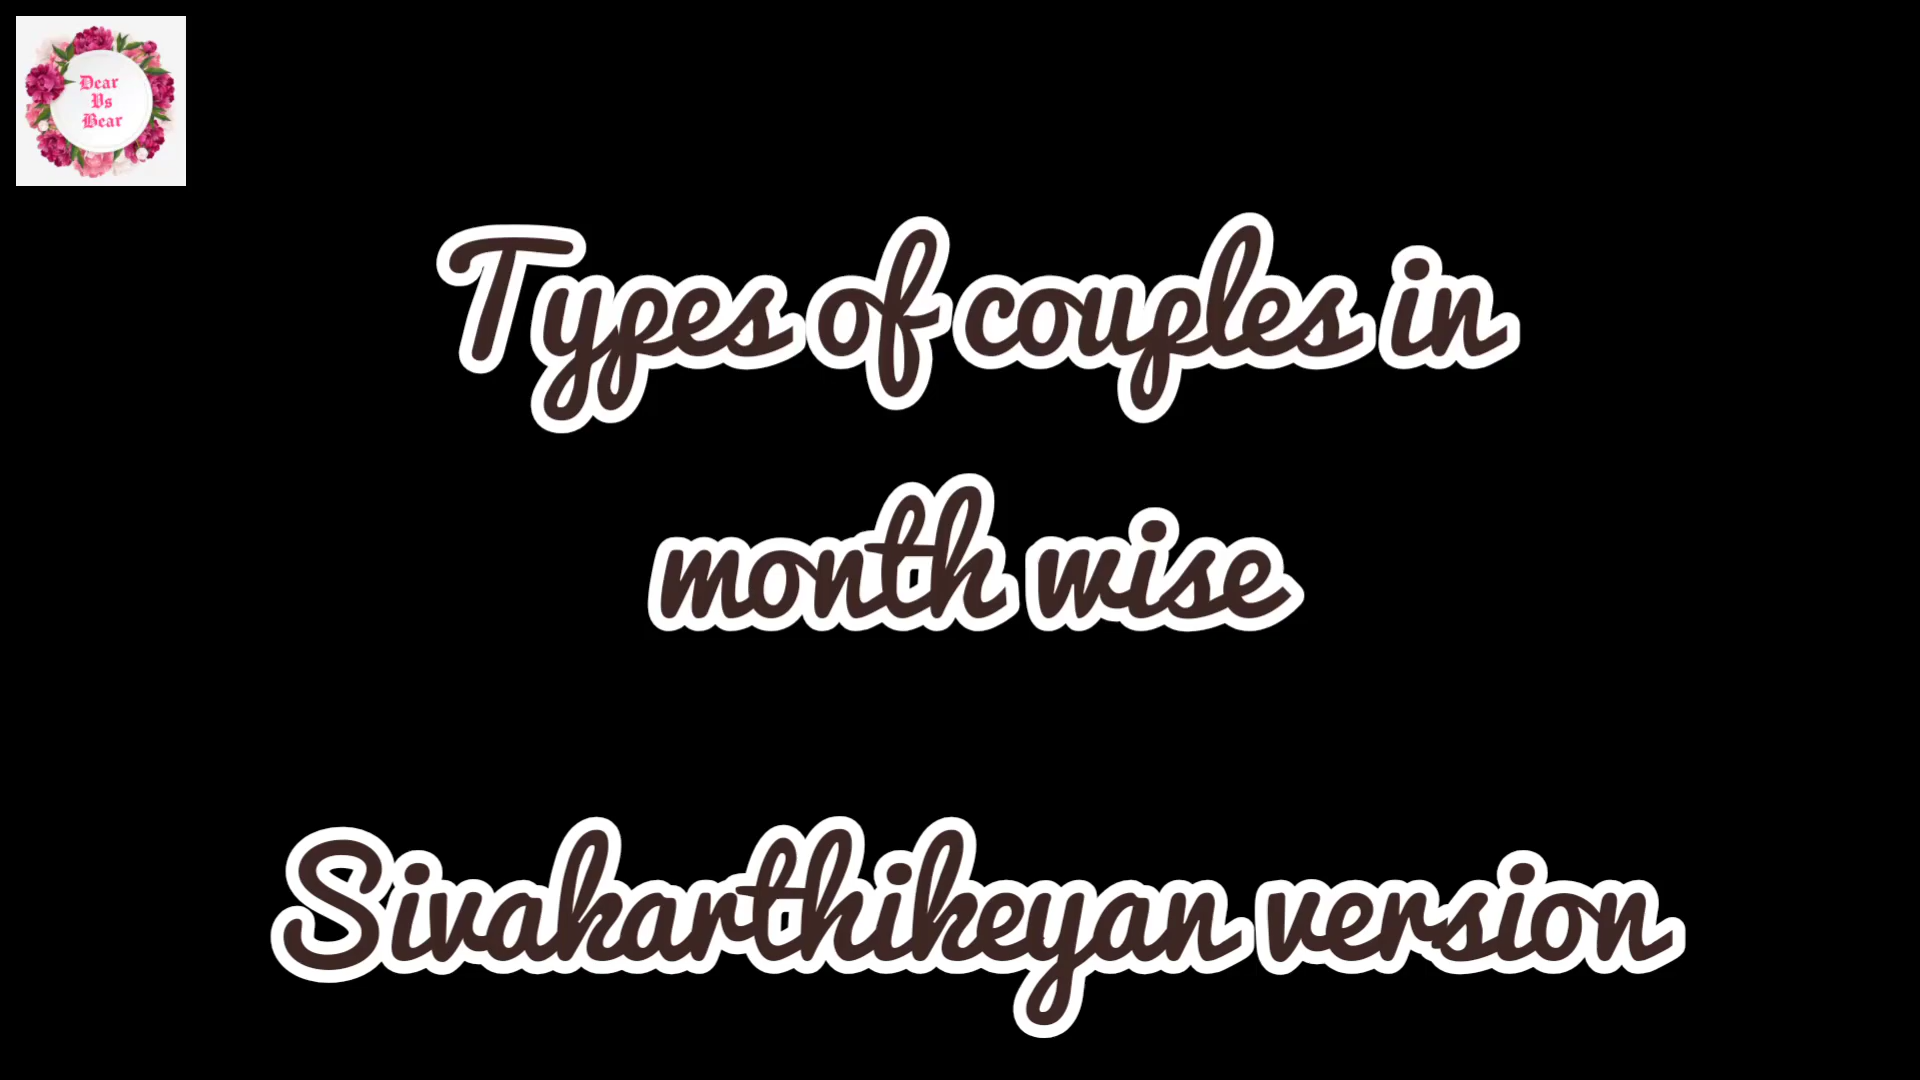 Dear
Vs
Bear
Types of couples in
month wise
Sivakarthikeyan version